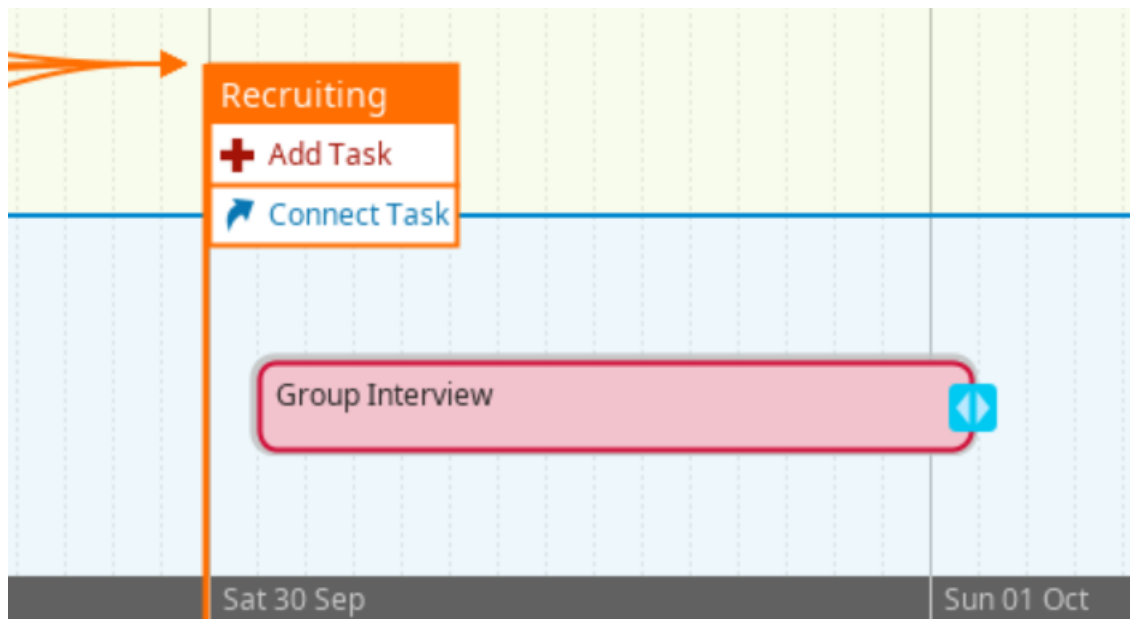 Recruiting
Add Task
Connect Task
Group Interview
Sat 30 Sep
Sun 01 Oct